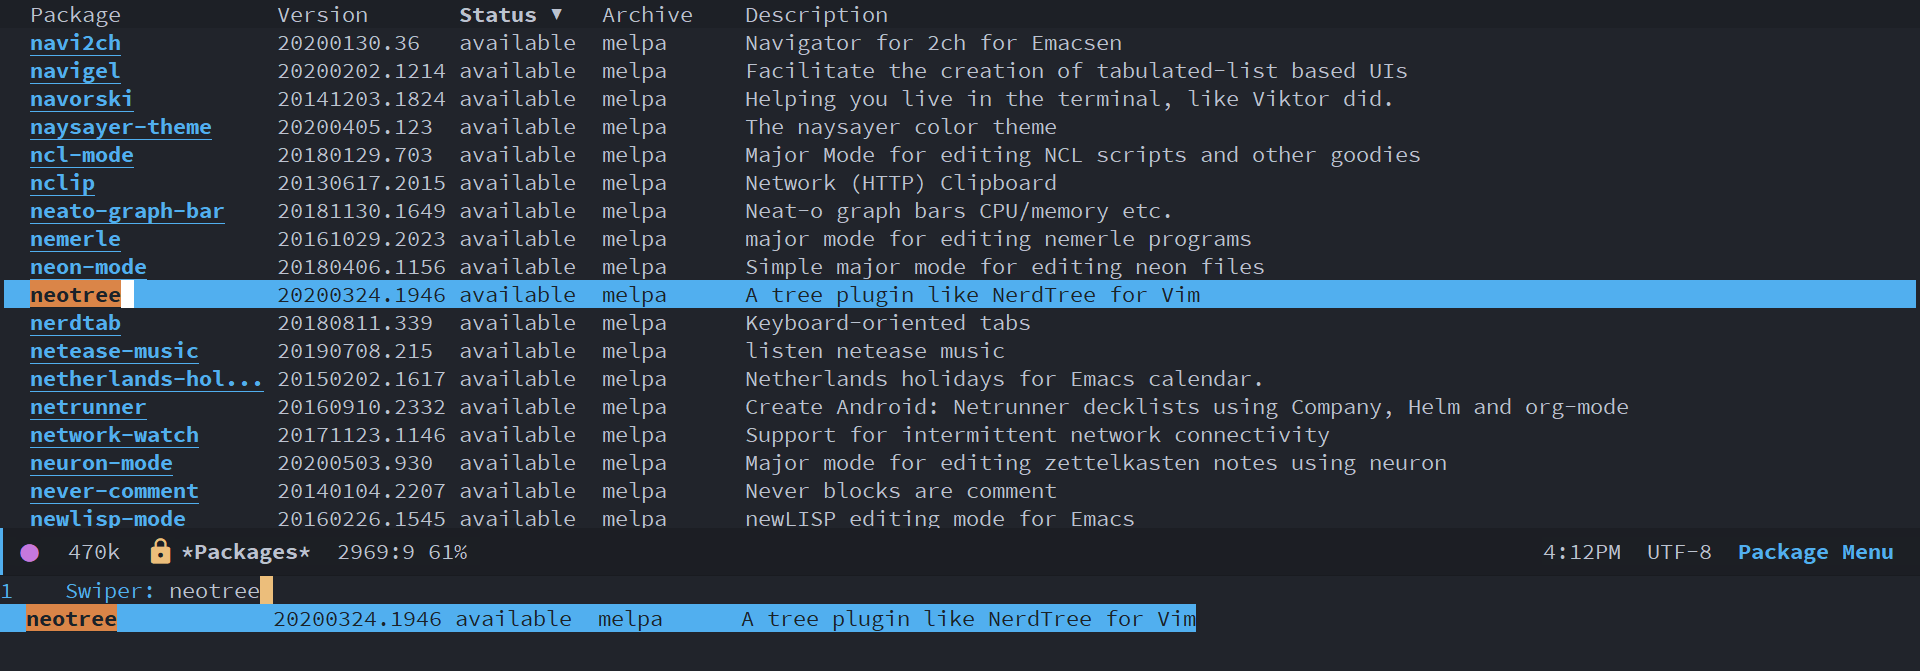 Package Version Status ▼ Archive Description
navi2ch 20200130.36 available melpa Navigator for 2ch for Emacsen
navigel 20200202.1214 available melpa Facilitate the creation of tabulated-list based UIs
navorski 20141203.1824 available melpa Helping you live in the terminal, like Viktor did.
naysayer-theme 20200405.123 available melpa The naysayer color theme
ncl-mode 20180129.703 available melpa Major Mode for editing NCL scripts and other goodies
nclip 20130617.2015 available melpa Network (HTTP) Clipboard
neato-graph-bar 20181130.1649 available melpa Neat-o graph bars CPU/memory etc.
nemerle 20161029.2023 available melpa major mode for editing nemerle programs
neon-mode 20180406.1156 available melpa Simple major mode for editing neon files
neotree 20200324.1946 available melpa A tree plugin like NerdTree for Vim
nerdtab 20180811.339 available melpa Keyboard-oriented tabs
netease-music 20190708.215 available melpa listen netease music
netherlands-hol... 20150202.1617 available melpa Netherlands holidays for Emacs calendar.
netrunner 20160910.2332 available melpa Create Android: Netrunner decklists using Company, Helm and org-mode
network-watch 20171123.1146 available melpa Support for intermittent network connectivity
neuron-mode 20200503.930 available melpa Major mode for editing zettelkasten notes using neuron
never-comment 20140104.2207 available melpa Never blocks are comment
newlisp-mode 20160226.1545 available melpa newLISP editing mode for Emacs
470k *Packages* 2969:9 61% 4:12PM UTF-8 Package Menu
1 Swiper: neotree
neotree 20200324.1946 available melpa A tree plugin like NerdTree for Vim